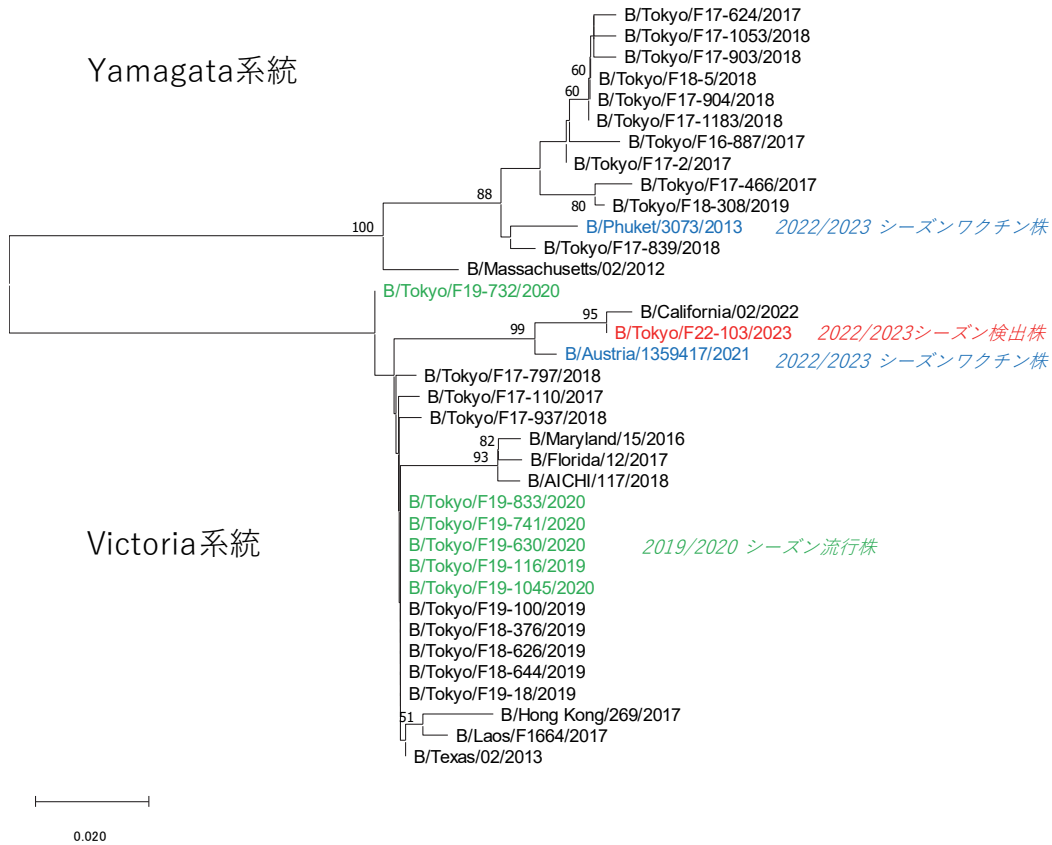 B/Tokyo/F17-624/2017
B/Tokyo/F17-1053/2018
B/Tokyo/F17-903/2018
Yamagata系統
60
B/Tokyo/F18-5/2018
60
B/Tokyo/F17-904/2018
B/Tokyo/F17-1183/2018
B/Tokyo/F16-887/2017
B/Tokyo/F17-2/2017
88
B/Tokyo/F17-466/2017
80
B/Tokyo/F18-308/2019
100
B/Phuket/3073/2013 2022/2023 シーズンワクチン株
B/Tokyo/F17-839/2018
B/Massachusetts/02/2012
B/Tokyo/F19-732/2020
95
B/California/02/2022
99
B/Tokyo/F22-103/2023 2022/2023シーズン検出株
B/Austria/1359417/2021 2022/2023 シーズンワクチン株
B/Tokyo/F17-797/2018
B/Tokyo/F17-110/2017
B/Tokyo/F17-937/2018
82
B/Maryland/15/2016
93
B/Florida/12/2017
B/AICHI/117/2018
B/Tokyo/F19-833/2020
B/Tokyo/F19-741/2020
Victoria系統
B/Tokyo/F19-630/2020 2019/2020 シーズン流行株
B/Tokyo/F19-116/2019
B/Tokyo/F19-1045/2020
B/Tokyo/F19-100/2019
B/Tokyo/F18-376/2019
B/Tokyo/F18-626/2019
B/Tokyo/F18-644/2019
B/Tokyo/F19-18/2019
51
B/Hong Kong/269/2017
B/Laos/F1664/2017
B/Texas/02/2013
0.020